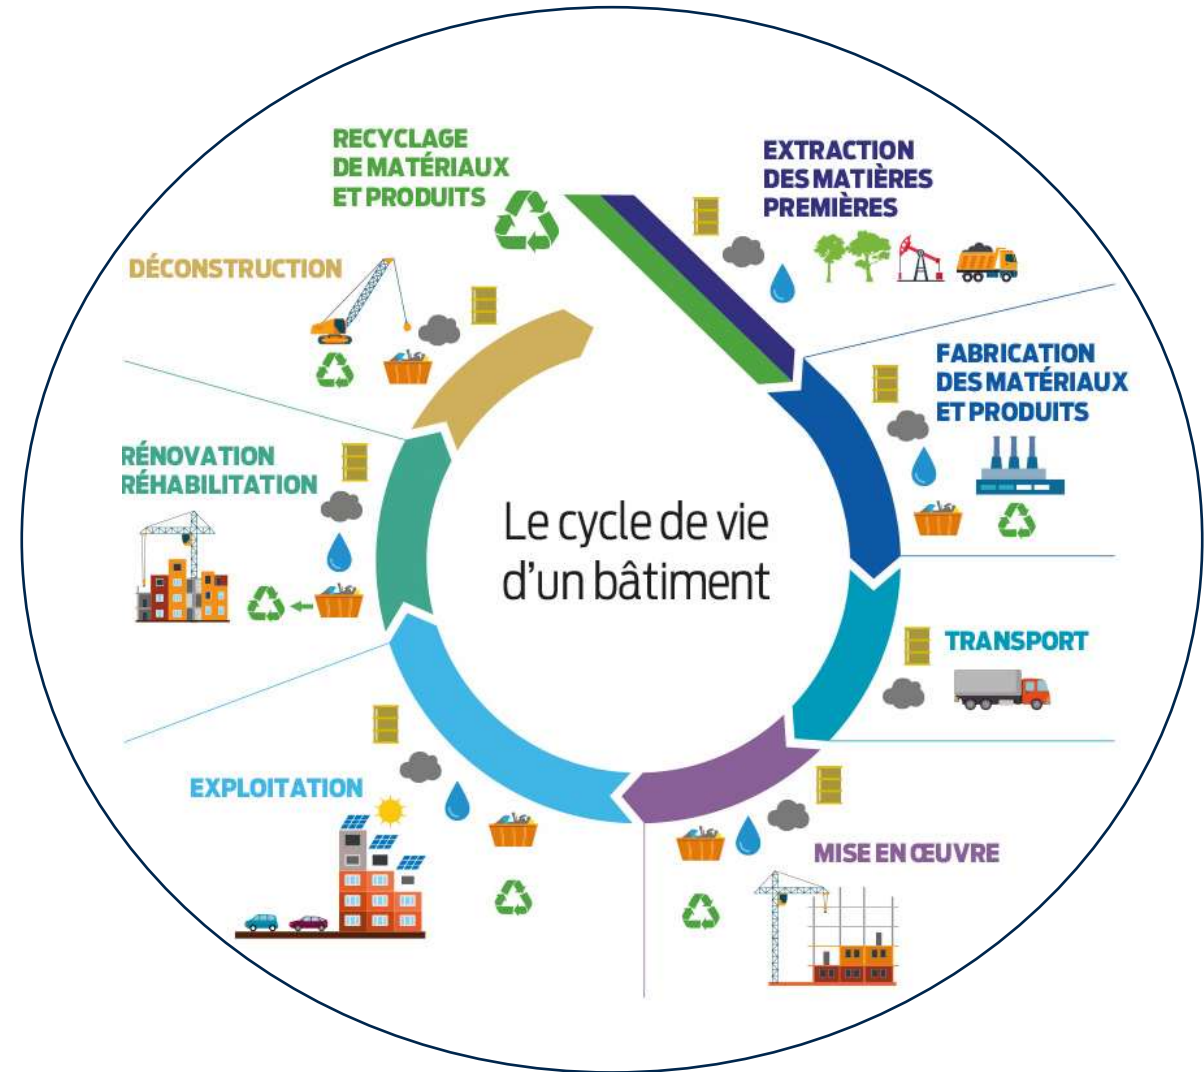 RECYCLAGE
DE MATÉRIAUX
ET PRODUITS
EXTRACTION
DES MATIÈRES
PREMIÈRES
DÉCONSTRUCTION
FABRICATION
DES MATÉRIAUX
ET PRODUITS
RÉNOVATION
RÉHABILITATION
Le cycle de vie
d'un bâtiment
TRANSPORT
EXPLOITATION
MISE EN ŒUVRE